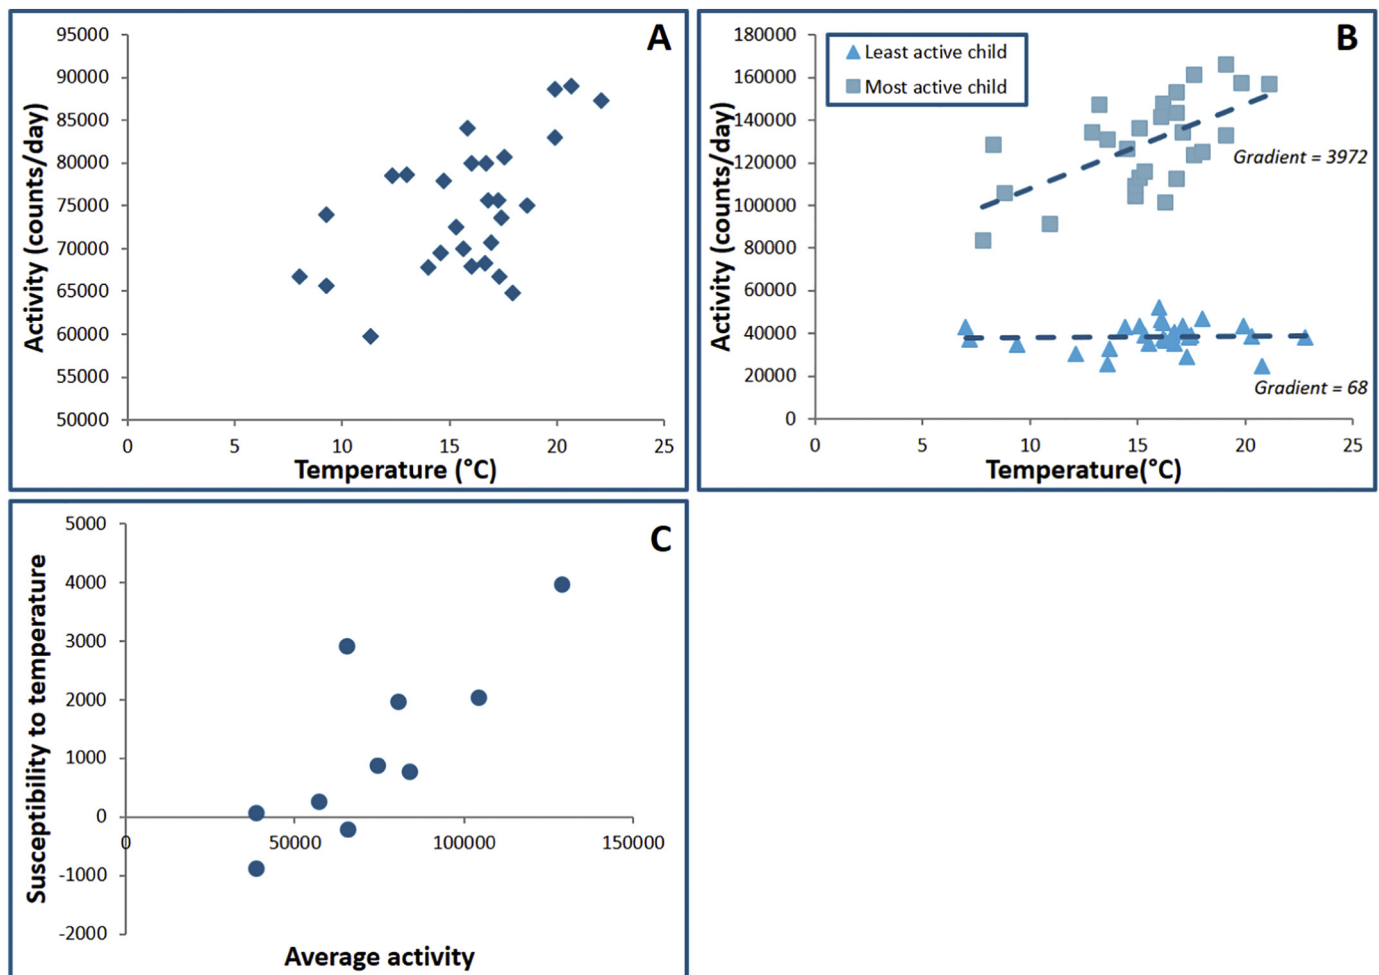 A
95000
90000
85000
80000
75000
70000
65000
60000
55000
50000
0 5 10 15 20 25
Activity (counts/day)
Temperature (°C)
B
Least active child
Most active child
180000
160000
140000
120000
100000
80000
60000
40000
20000
0
0 5 10 15 20 25
Activity (counts/day)
Temperature(°C)
Gradient = 3972
Gradient = 68
C
5000
4000
3000
2000
1000
0
-1000
-2000
0 50000 100000 150000
Susceptibility to temperature
Average activity